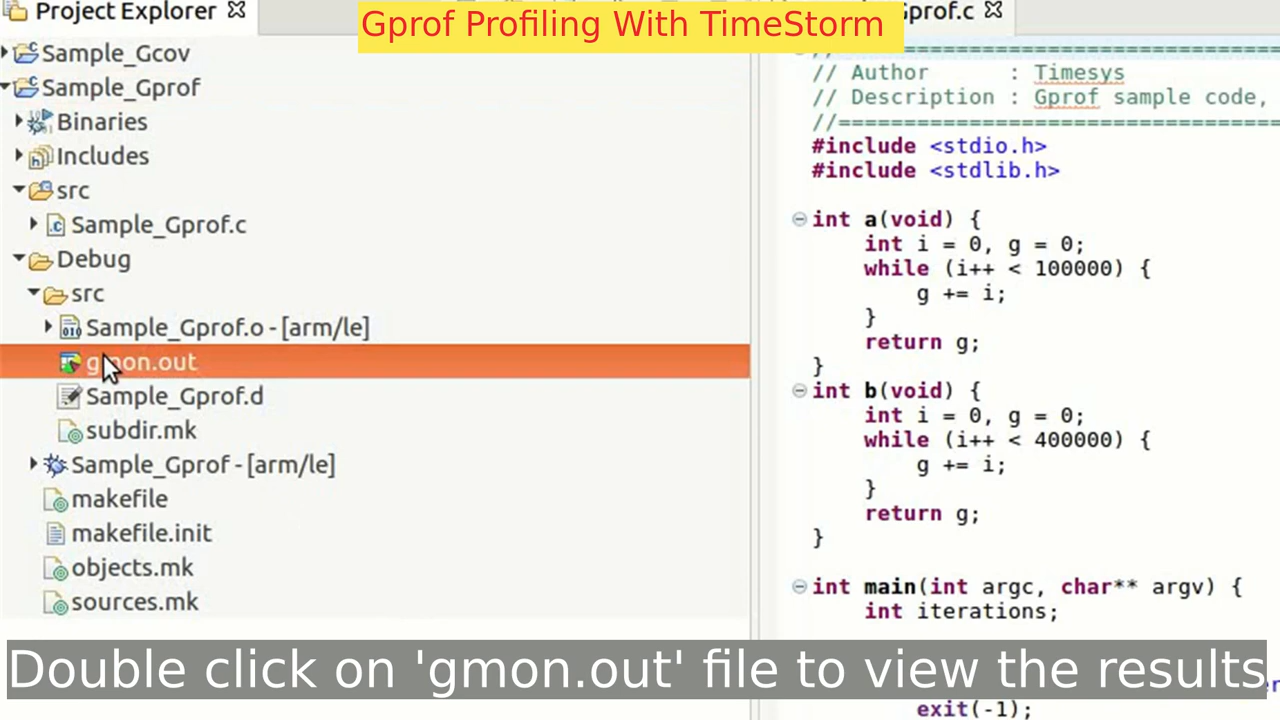 Project Explorer
Gprof Profiling With TimeStorm
Gprof.c
Sample_Gcov
Sample_Gprof
Binaries
Includes
src
Sample_Gprof.c
Debug
src
Sample_Gprof.o - [arm/le]
gmon.out
Sample_Gprof.d
subdir.mk
Sample_Gprof - [arm/le]
makefile
makefile.init
objects.mk
sources.mk
// Author      : Timesys
// Description : Gprof sample code,
//===================================
#include <stdio.h>
#include <stdlib.h>
int a(void) {
int i = 0, g = 0;
while (i++ < 100000) {
g += i;
}
return g;
}
int b(void) {
int i = 0, g = 0;
while (i++ < 400000) {
g += i;
}
return g;
}
int main(int argc, char** argv) {
int iterations;
exit(-1);
Double click on 'gmon.out' file to view the results